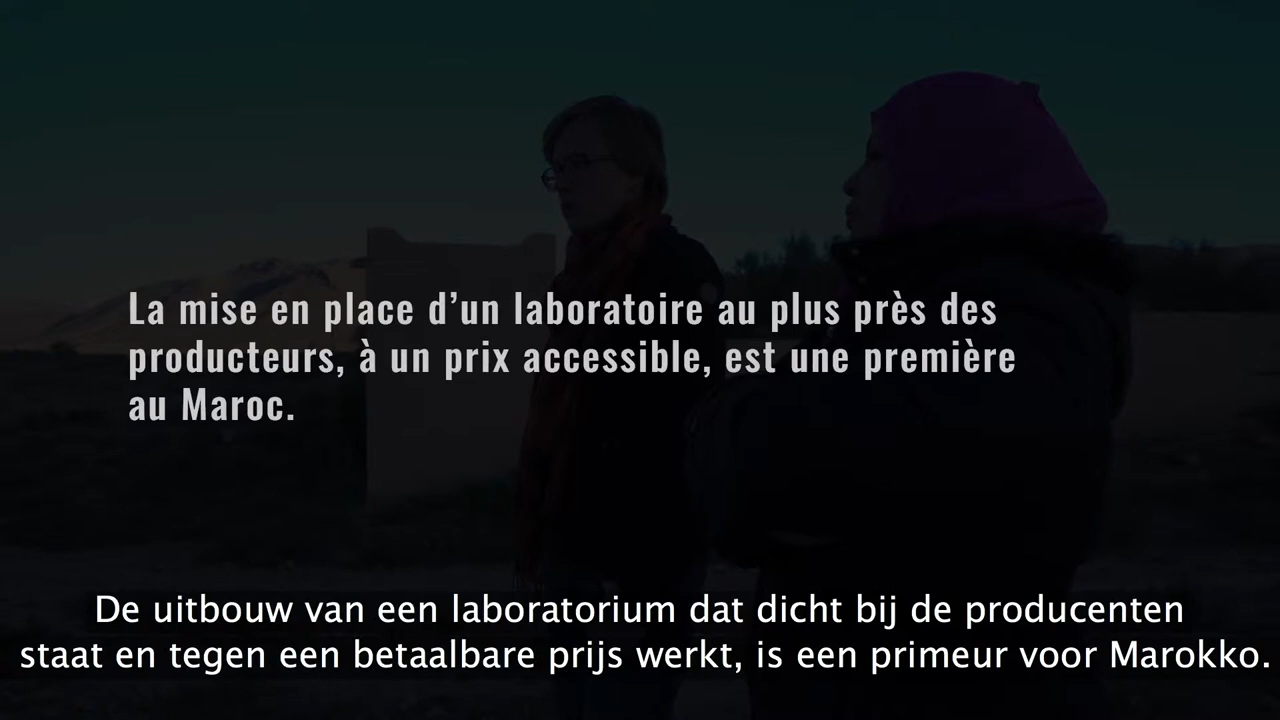 La mise en place d’un laboratoire au plus près des
producteurs, à un prix accessible, est une première
au Maroc.
De uitbouw van een laboratorium dat dicht bij de producenten
staat en tegen een betaalbare prijs werkt, is een primeur voor Marokko.